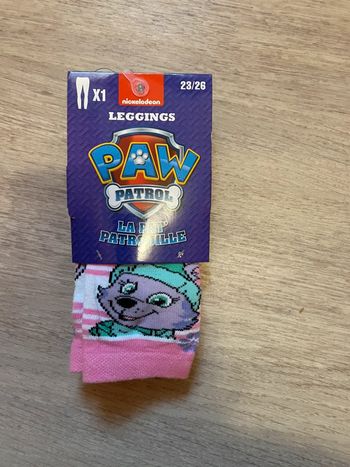 X1
nickelodeon
23/26
LEGGINGS
PAW
PATROL
LA PAT'
PATROUILLE